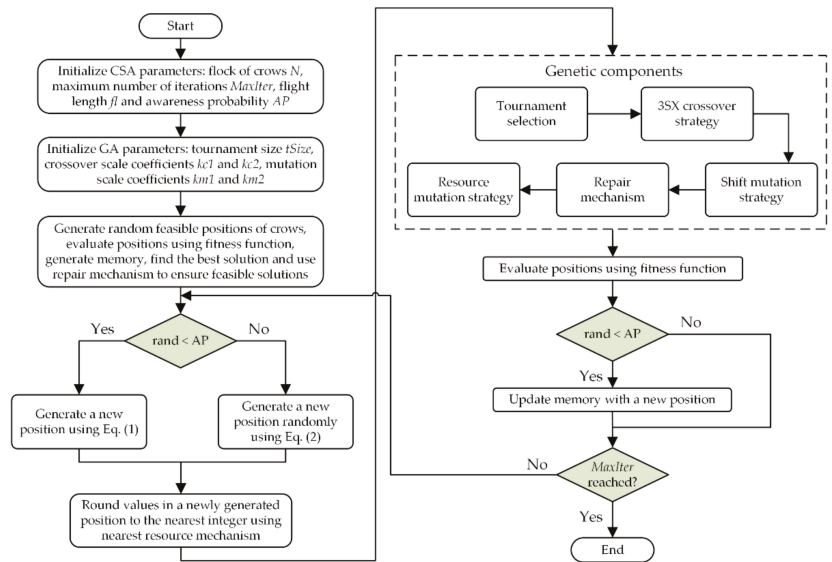 Start
Initialize CSA parameters: flock of crows N,
maximum number of iterations MaxIter, flight
length fl and awareness probability AP
Initialize GA parameters: tournament size tSize,
crossover scale coefficients kc1 and kc2, mutation
scale coefficients km1 and km2
Generate random feasible positions of crows,
evaluate positions using fitness function,
generate memory, find the best solution and use
repair mechanism to ensure feasible solutions
Yes
rand < AP
No
Generate a new
position using Eq. (1)
Generate a new
position randomly
using Eq. (2)
Round values in a newly generated
position to the nearest integer using
nearest resource mechanism
Genetic components
Tournament
selection
3SX crossover
strategy
Resource
mutation strategy
Repair
mechanism
Shift mutation
strategy
Evaluate positions using fitness function
rand < AP
No
Yes
Update memory with a new position
No
MaxIter
reached?
Yes
End